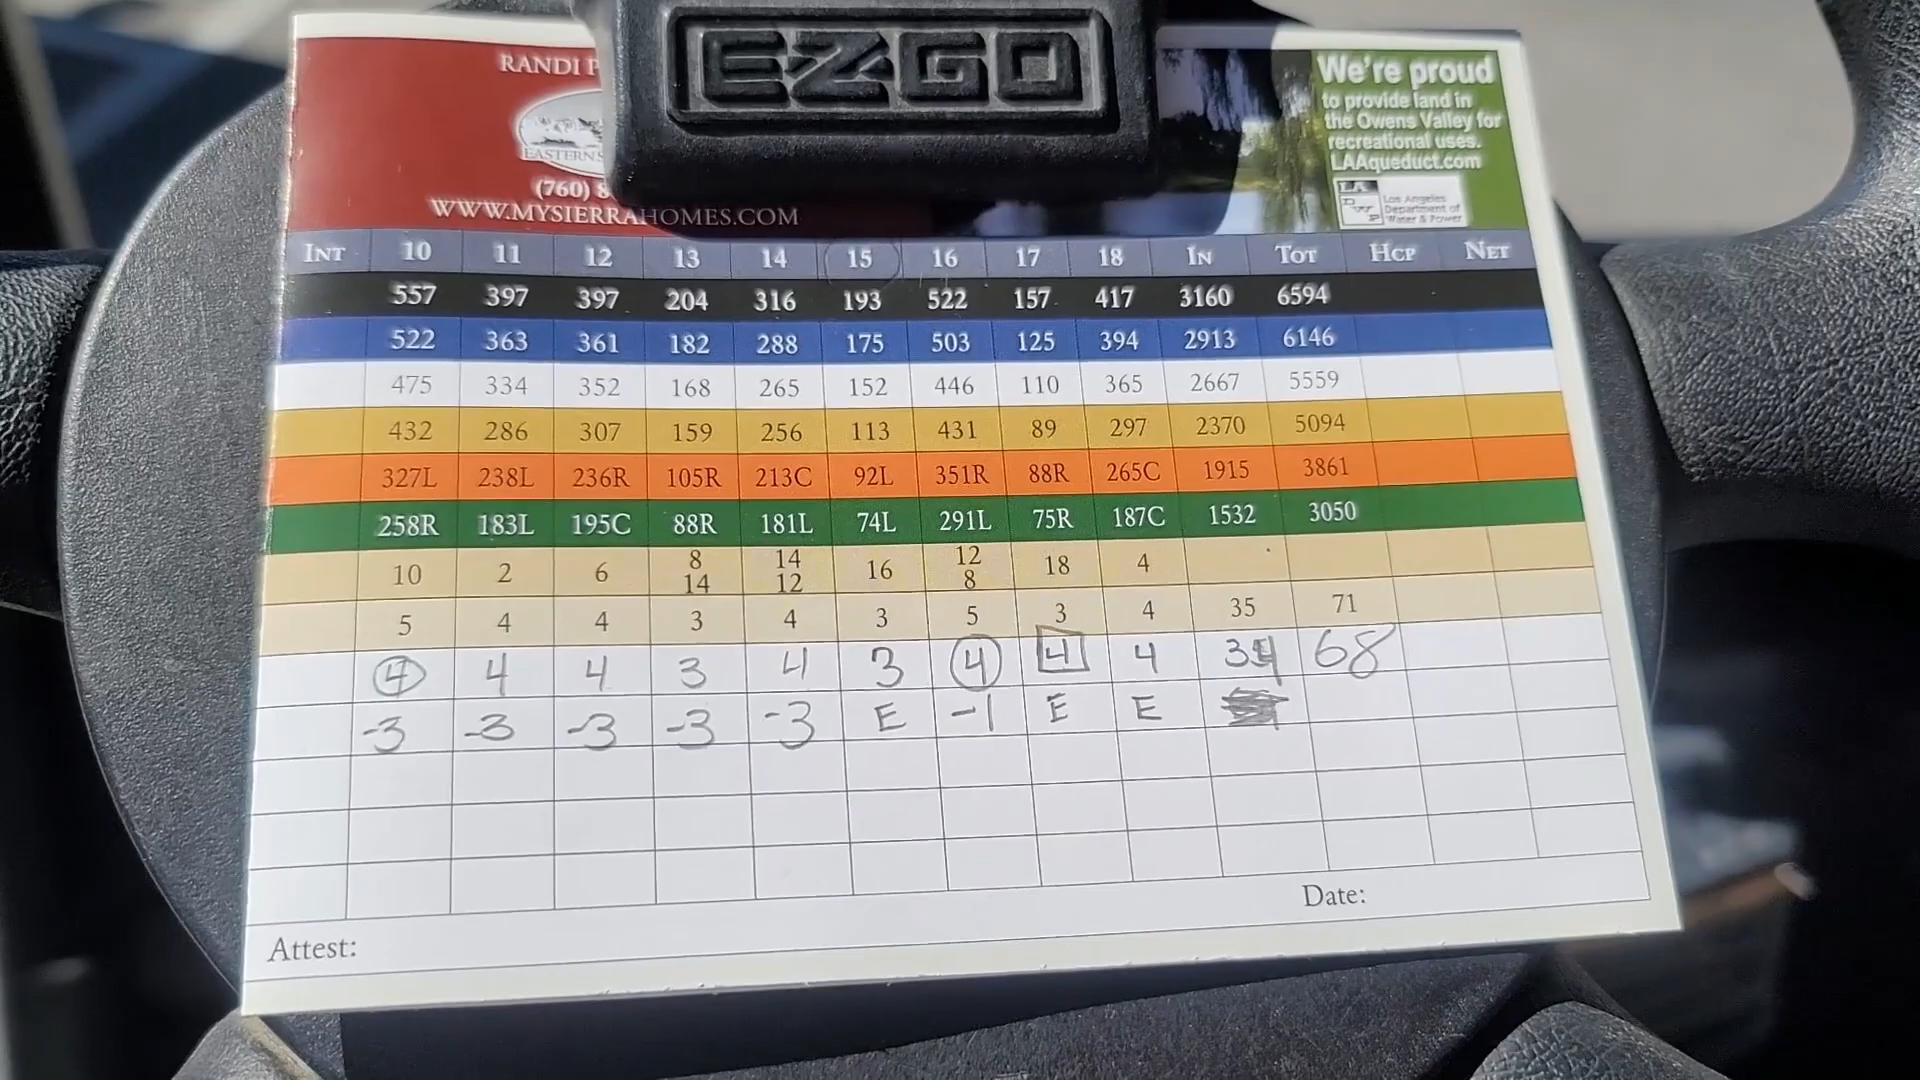 EZGO
RANDI P
EASTERN S
(760) 8
WWW.MYSIERRAHOMES.COM
We're proud
to provide land in
the Owens Valley for
recreational uses.
LAAqueduct.com
LA
DWP
Los Angeles
Department of
Water & Power
INT 10 11 12 13 14 15 16 17 18 IN TOT HCP NET
557 397 397 204 316 193 522 157 417 3160 6594
522 363 361 182 288 175 503 125 394 2913 6146
475 334 352 168 265 152 446 110 365 2667 5559
432 286 307 159 256 113 431 89 297 2370 5094
327L 238L 236R 105R 213C 92L 351R 88R 265C 1915 3861
258R 183L 195C 88R 181L 74L 291L 75R 187C 1532 3050
10 2 6 8 14 14 12 16 12 8 18 4
5 4 4 3 4 3 5 3 4 35 71
4 4 4 3 4 3 4 4 4 34 68
-3 -3 -3 -3 -3 E -1 E E
Date:
Attest: